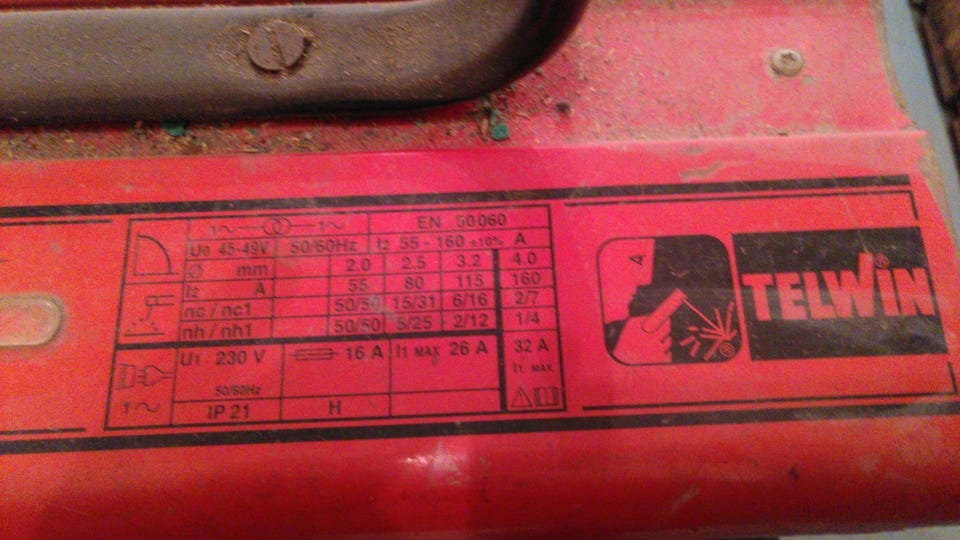 1~ 1~ EN 50060
U0 45-49V 50/60Hz I2 55 - 160 ±10% A
Ø mm 2.0 2.5 3.2 4.0
I2 A 55 80 115 160
nc / nc1 50/50 15/31 6/16 2/7
nh / nh1 50/50 5/25 2/12 1/4
U1 230 V 16 A I1 MAX 26 A 32 A
50/60Hz I1 MAX
1~ IP 21 H
A
TELWIN®